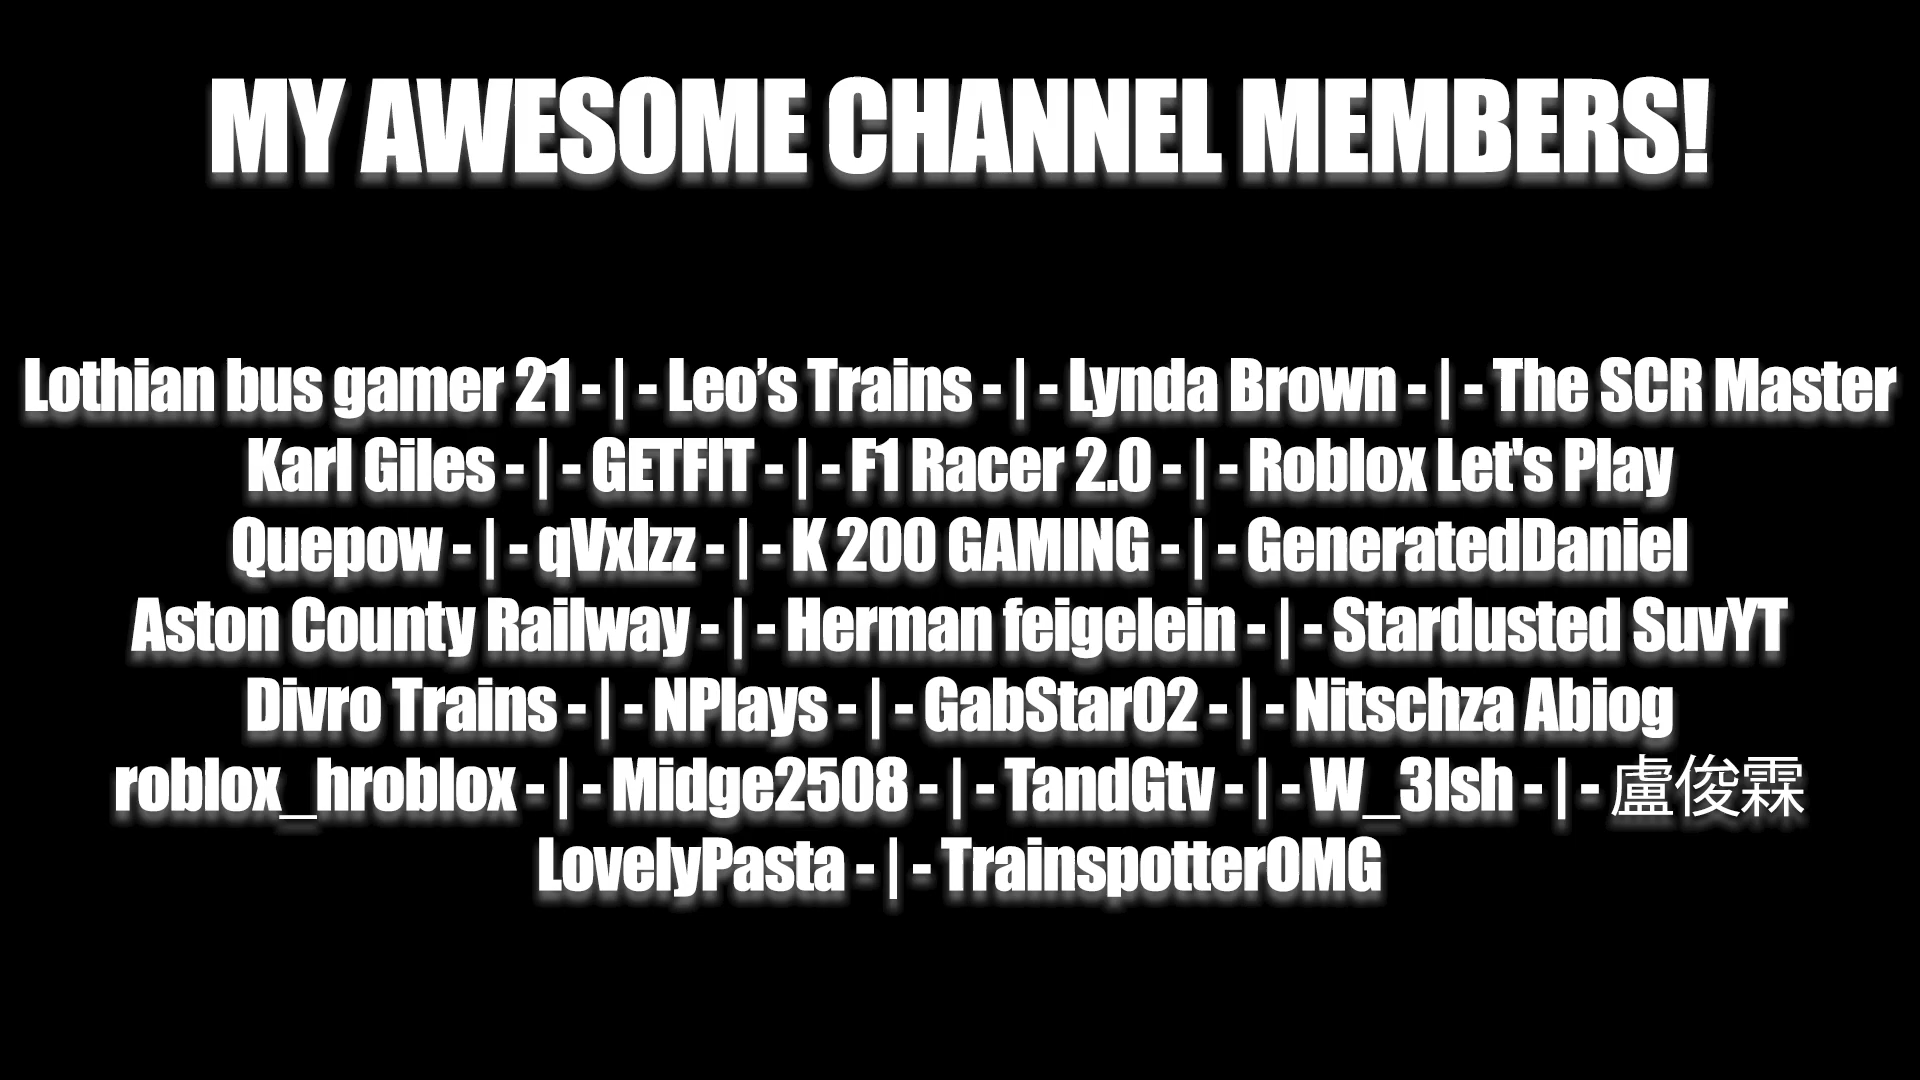 MY AWESOME CHANNEL MEMBERS!
Lothian bus gamer 21 - | - Leo’s Trains - | - Lynda Brown - | - The SCR Master
Karl Giles - | - GETFIT - | - F1 Racer 2.0 - | - Roblox Let's Play
Quepow - | - qVxlzz - | - K 200 GAMING - | - GeneratedDaniel
Aston County Railway - | - Herman feigelein - | - Stardusted SuvYT
Divro Trains - | - NPlays - | - GabStar02 - | - Nitschza Abiog
roblox_hroblox - | - Midge2508 - | - TandGtv - | - W_3lsh - | - 盧俊霖
LovelyPasta - | - TrainspotterOMG